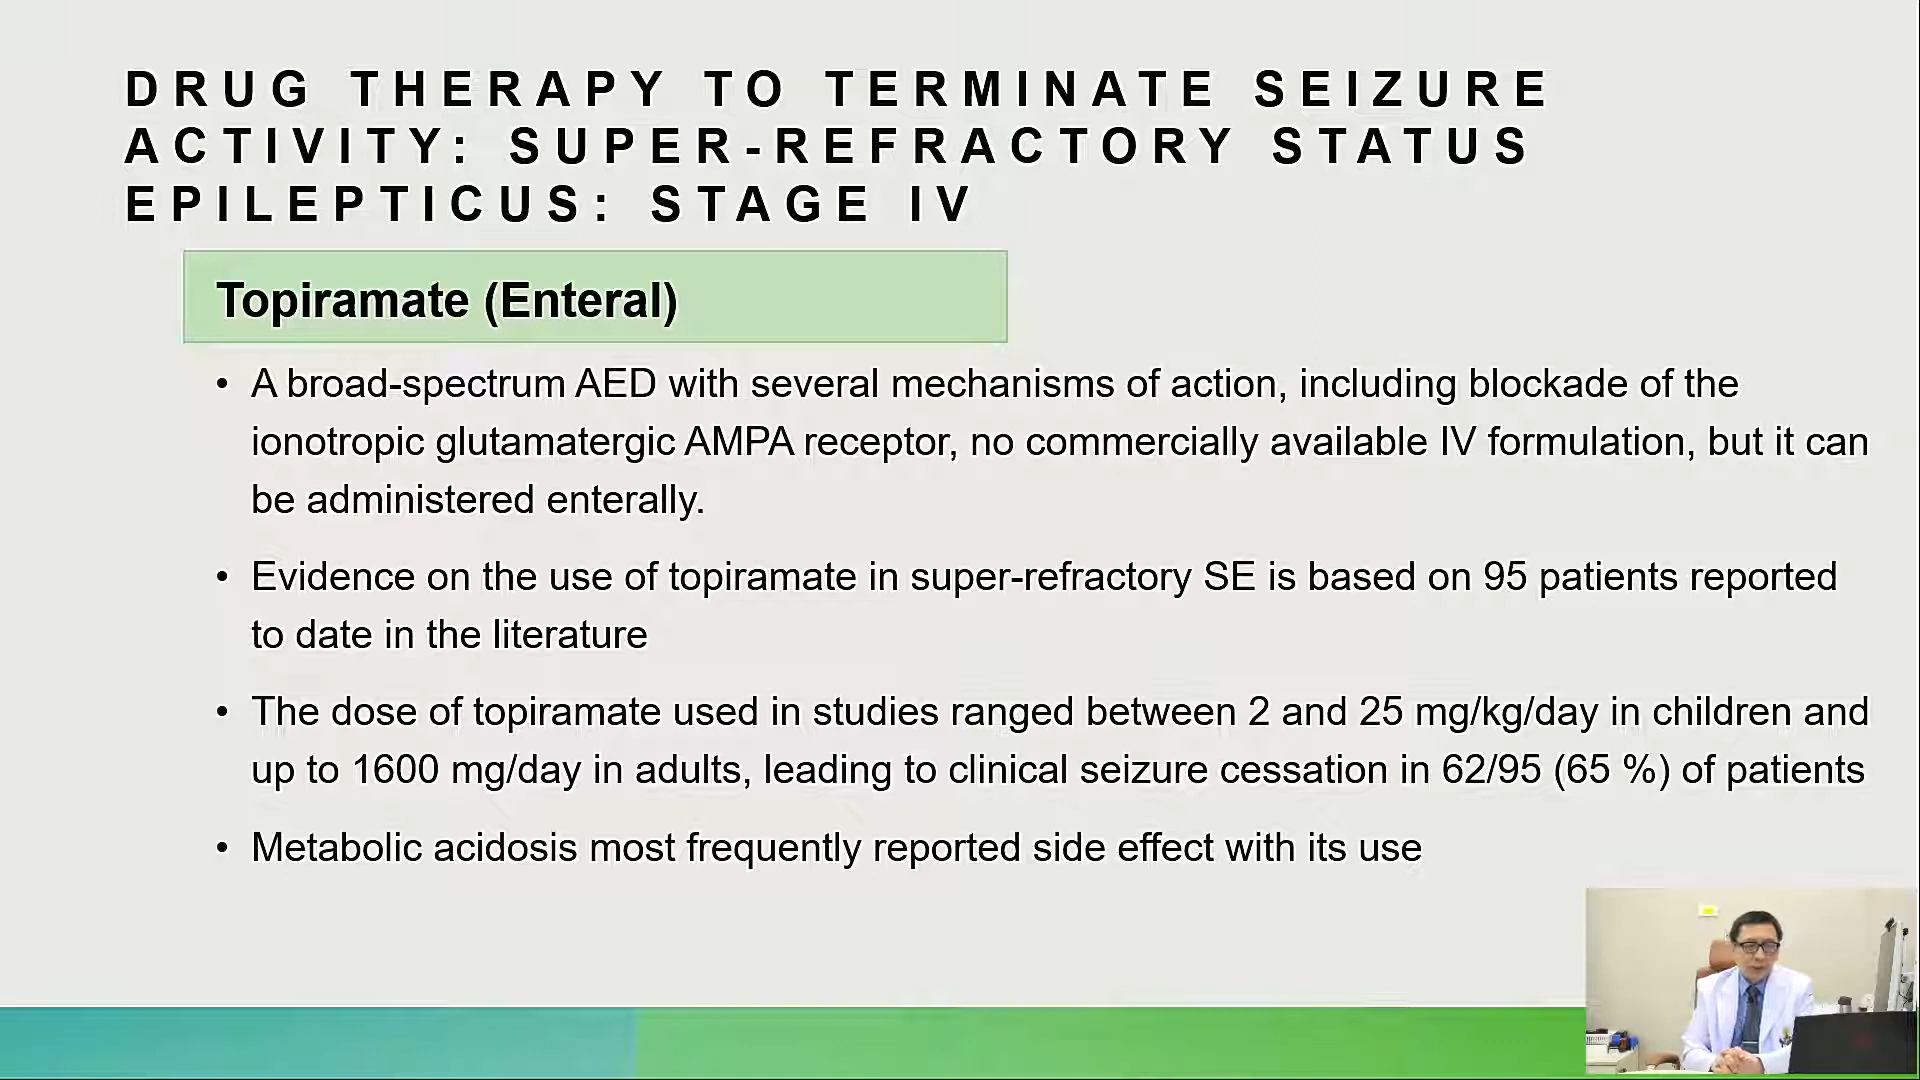 DRUG THERAPY TO TERMINATE SEIZURE
ACTIVITY: SUPER-REFRACTORY STATUS
EPILEPTICUS: STAGE IV
Topiramate (Enteral)
• A broad-spectrum AED with several mechanisms of action, including blockade of the
ionotropic glutamatergic AMPA receptor, no commercially available IV formulation, but it can
be administered enterally.
• Evidence on the use of topiramate in super-refractory SE is based on 95 patients reported
to date in the literature
• The dose of topiramate used in studies ranged between 2 and 25 mg/kg/day in children and
up to 1600 mg/day in adults, leading to clinical seizure cessation in 62/95 (65 %) of patients
• Metabolic acidosis most frequently reported side effect with its use